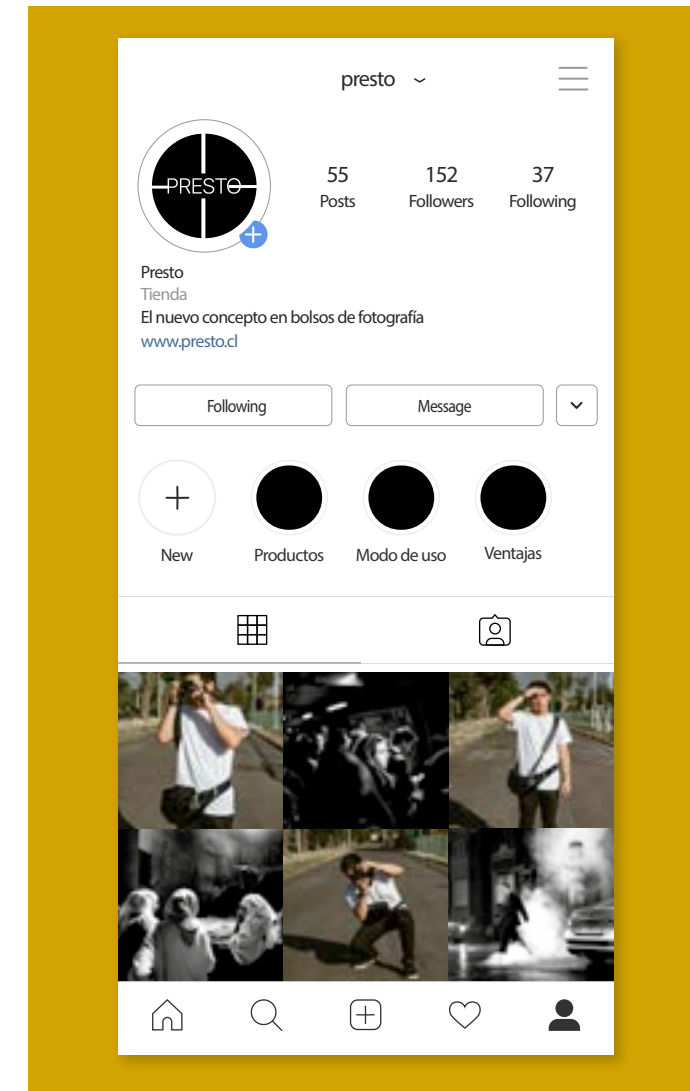 presto
PRESTO
55 152 37
Posts Followers Following
Presto
Tienda
El nuevo concepto en bolsos de fotografía
www.presto.cl
Following Message
New Productos Modo de uso Ventajas